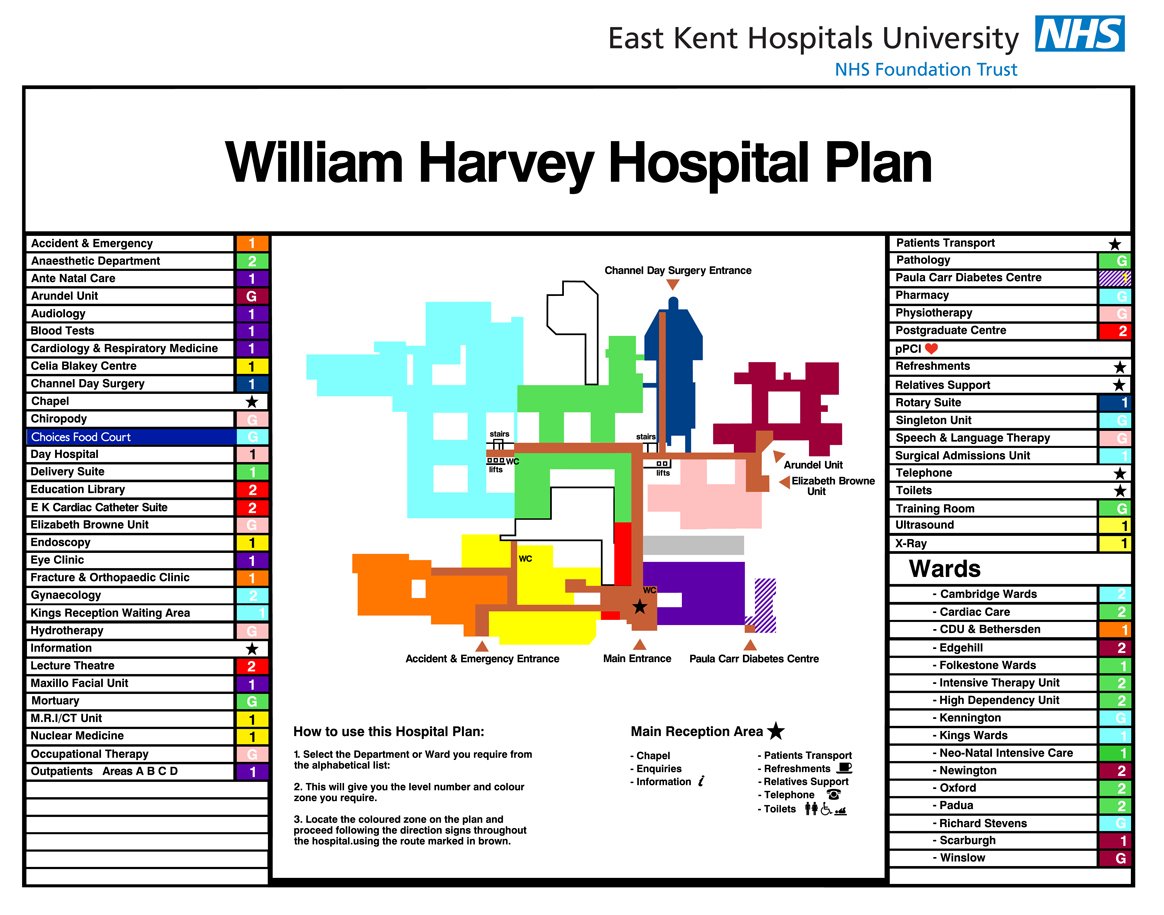 East Kent Hospitals University NHS
NHS Foundation Trust
William Harvey Hospital Plan
Accident & Emergency 1
Anaesthetic Department 2
Ante Natal Care 1
Arundel Unit G
Audiology 1
Blood Tests 1
Cardiology & Respiratory Medicine 1
Celia Blakey Centre 1
Channel Day Surgery 1
Chapel ★
Chiropody G
Choices Food Court G
Day Hospital 1
Delivery Suite 1
Education Library 2
E K Cardiac Catheter Suite 2
Elizabeth Browne Unit G
Endoscopy 1
Eye Clinic 1
Fracture & Orthopaedic Clinic 1
Gynaecology 2
Kings Reception Waiting Area 1
Hydrotherapy G
Information ★
Lecture Theatre 2
Maxillo Facial Unit 1
Mortuary G
M.R.I/CT Unit 1
Nuclear Medicine 1
Occupational Therapy G
Outpatients Areas A B C D 1
Channel Day Surgery Entrance
stairs
WC
lifts
stairs
lifts
Arundel Unit
Elizabeth Browne
Unit
WC
WC
Accident & Emergency Entrance
Main Entrance
Paula Carr Diabetes Centre
How to use this Hospital Plan:
1. Select the Department or Ward you require from
the alphabetical list:
2. This will give you the level number and colour
zone you require.
3. Locate the coloured zone on the plan and
proceed following the direction signs throughout
the hospital.using the route marked in brown.
Main Reception Area ★
- Chapel
- Enquiries
- Information i
- Patients Transport
- Refreshments
- Relatives Support
- Telephone
- Toilets
Patients Transport ★
Pathology G
Paula Carr Diabetes Centre 1
Pharmacy G
Physiotherapy G
Postgraduate Centre 2
pPCI
Refreshments ★
Relatives Support ★
Rotary Suite 1
Singleton Unit G
Speech & Language Therapy G
Surgical Admissions Unit 1
Telephone ★
Toilets ★
Training Room G
Ultrasound 1
X-Ray 1
Wards
- Cambridge Wards 2
- Cardiac Care 2
- CDU & Bethersden 1
- Edgehill 2
- Folkestone Wards 1
- Intensive Therapy Unit 2
- High Dependency Unit 2
- Kennington G
- Kings Wards 1
- Neo-Natal Intensive Care 1
- Newington 2
- Oxford 2
- Padua 2
- Richard Stevens G
- Scarburgh 1
- Winslow G